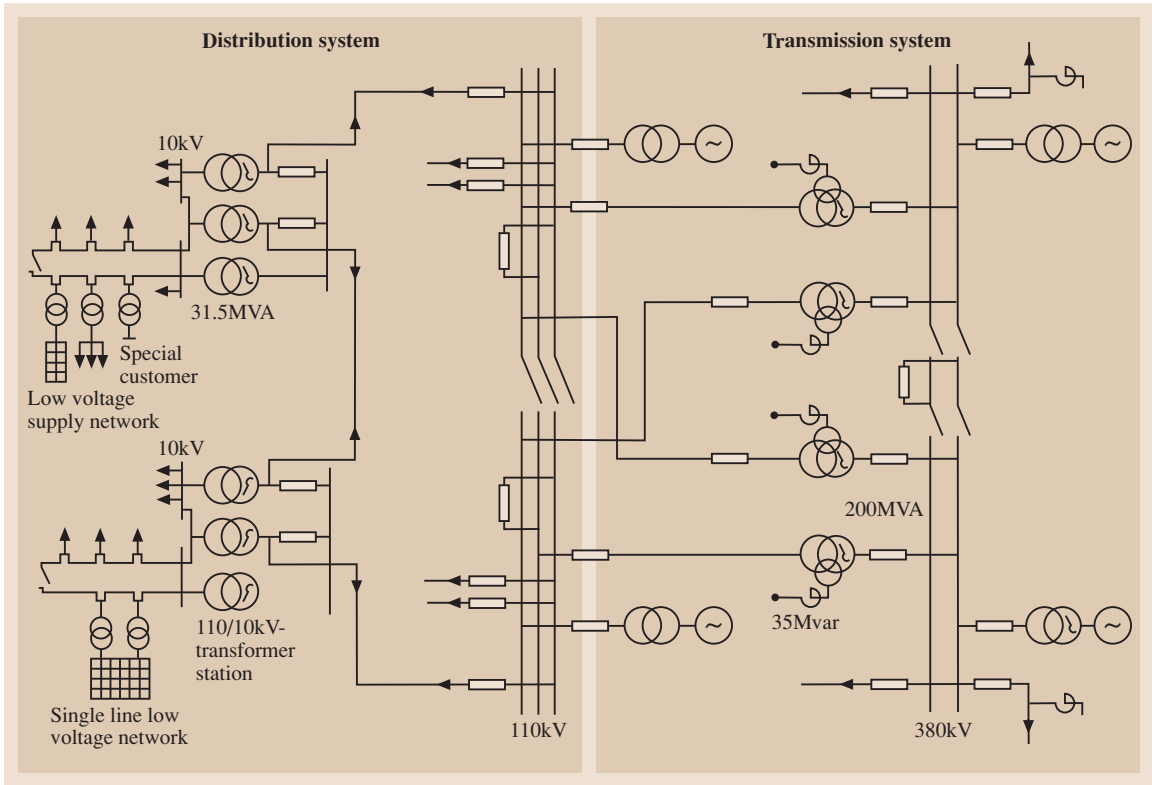 Distribution system
Transmission system
10kV
31.5MVA
Special
customer
Low voltage
supply network
10kV
200MVA
110/10kV-
transformer
station
35Mvar
Single line low
voltage network
110kV
380kV